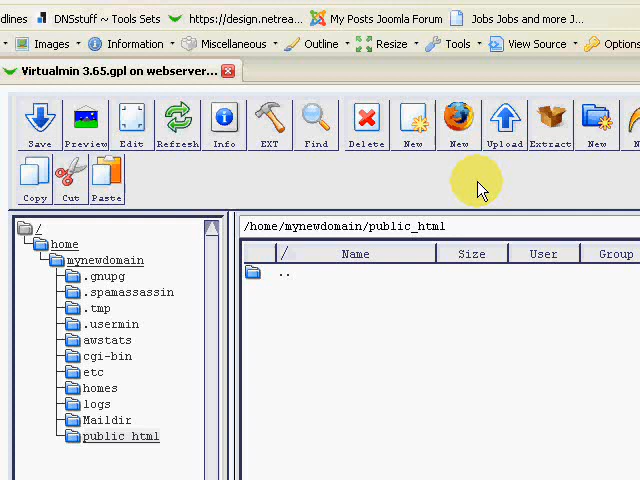 dlines DNSstuff ~ Tools Sets https://design.netrea... My Posts Joomla Forum Jobs Jobs and more J...
Images Information Miscellaneous Outline Resize Tools View Source Options
Virtualmin 3.65.gpl on webserver...
Save Preview Edit Refresh Info EXT Find Delete New New Upload Extract New N
Copy Cut Paste
/
home
mynewdomain
.gnupg
.spamassassin
.tmp
.usermin
awstats
cgi-bin
etc
homes
logs
Maildir
public_html
/home/mynewdomain/public_html
/ Name Size User Group
..